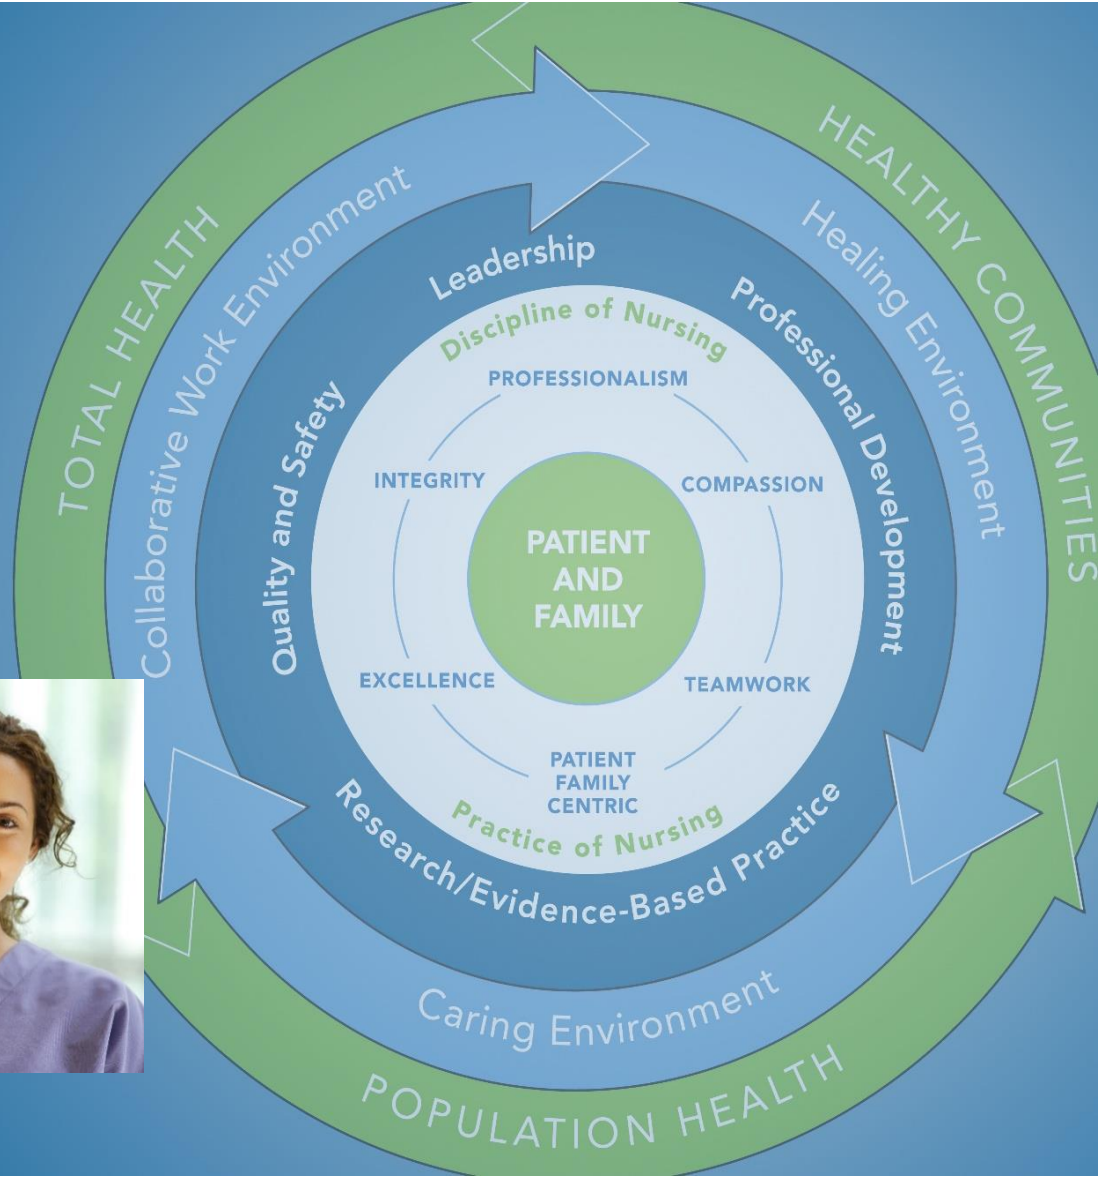 TOTAL HEALTH
HEALTHY COMMUNITIES
POPULATION HEALTH
Collaborative Work Environment
Healing Environment
Caring Environment
Leadership
Professional Development
Quality and Safety
Research/Evidence-Based Practice
Discipline of Nursing
PROFESSIONALISM
INTEGRITY
COMPASSION
PATIENT
AND
FAMILY
EXCELLENCE
TEAMWORK
PATIENT
FAMILY
CENTRIC
Practice of Nursing